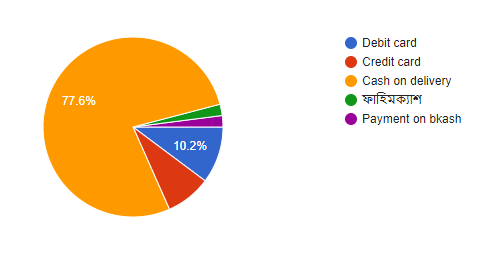 Debit card
Credit card
Cash on delivery
ফাহিমক্যাশ
Payment on bkash
77.6%
10.2%